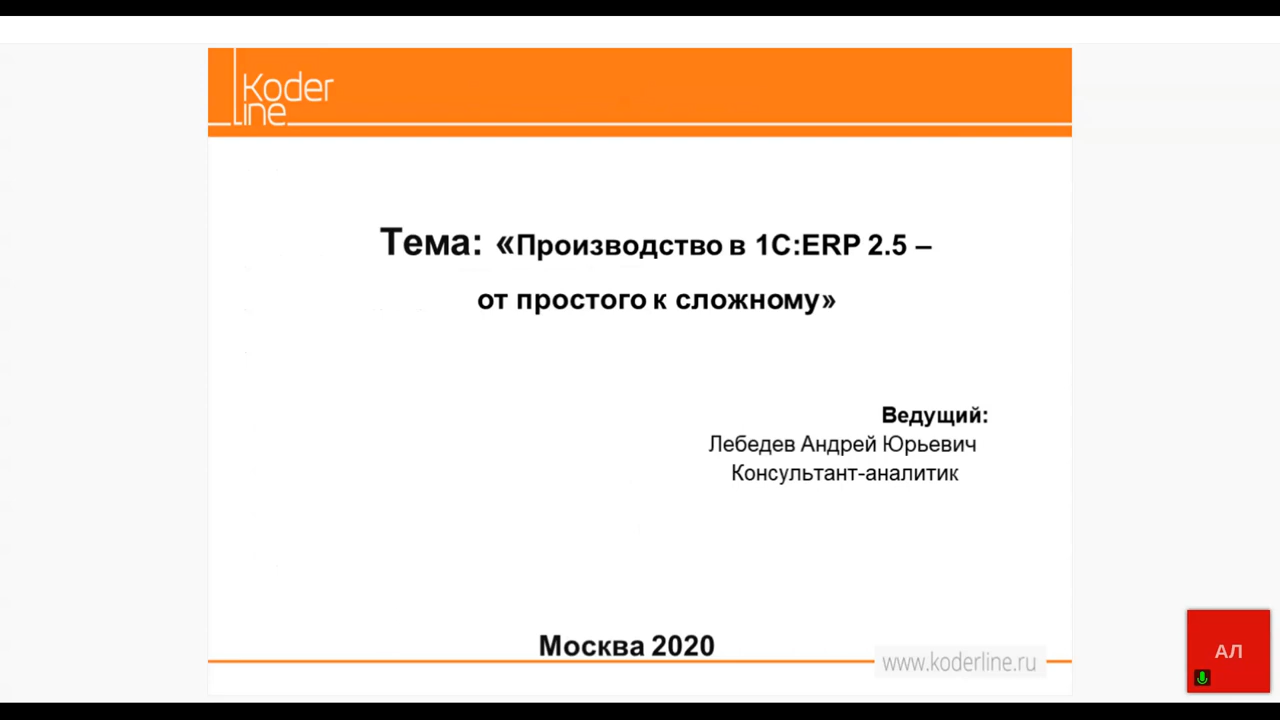 Koder
line
Тема: «Производство в 1С:ERP 2.5 –
от простого к сложному»
Ведущий:
Лебедев Андрей Юрьевич
Консультант-аналитик
Москва 2020
www.koderline.ru
АЛ